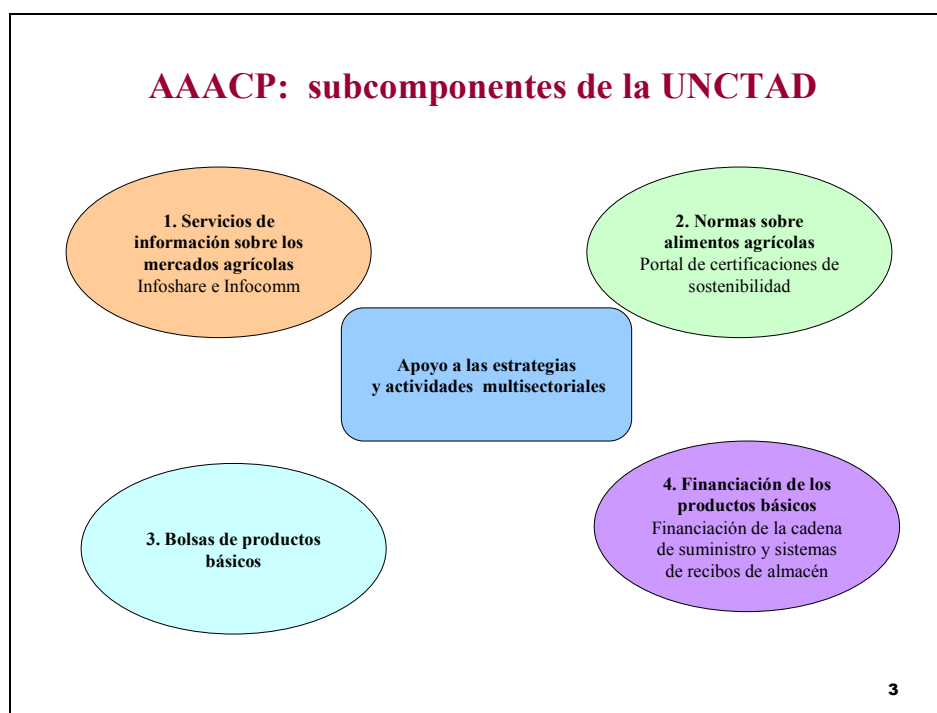 AAACP: subcomponentes de la UNCTAD
1. Servicios de
información sobre los
mercados agrícolas
Infoshare e Infocomm
2. Normas sobre
alimentos agrícolas
Portal de certificaciones de
sostenibilidad
Apoyo a las estrategias
y actividades multisectoriales
3. Bolsas de productos
básicos
4. Financiación de los
productos básicos
Financiación de la cadena
de suministro y sistemas
de recibos de almacén
3